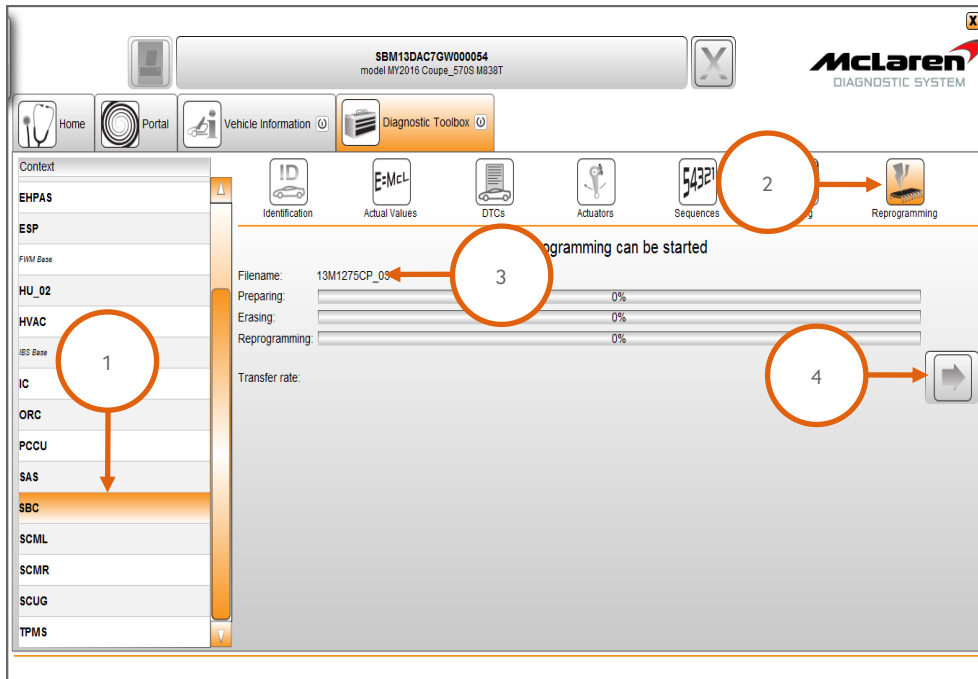 X
SBM13DAC7GW000054
model MY2016 Coupe_570S M838T
McLaren
DIAGNOSTIC SYSTEM
Home
Portal
Vehicle Information
Diagnostic Toolbox
Context
EHPAS
ESP
FWM Base
HU_02
HVAC
IBS Base
IC
ORC
PCCU
SAS
SBC
SCML
SCMR
SCUG
TPMS
ID
E=McL
54321
Identification
Actual Values
DTCs
Actuators
Sequences
g
Reprogramming
1
2
3
4
ogramming can be started
Filename: 13M1275CP_03
Preparing: 0%
Erasing: 0%
Reprogramming: 0%
Transfer rate: